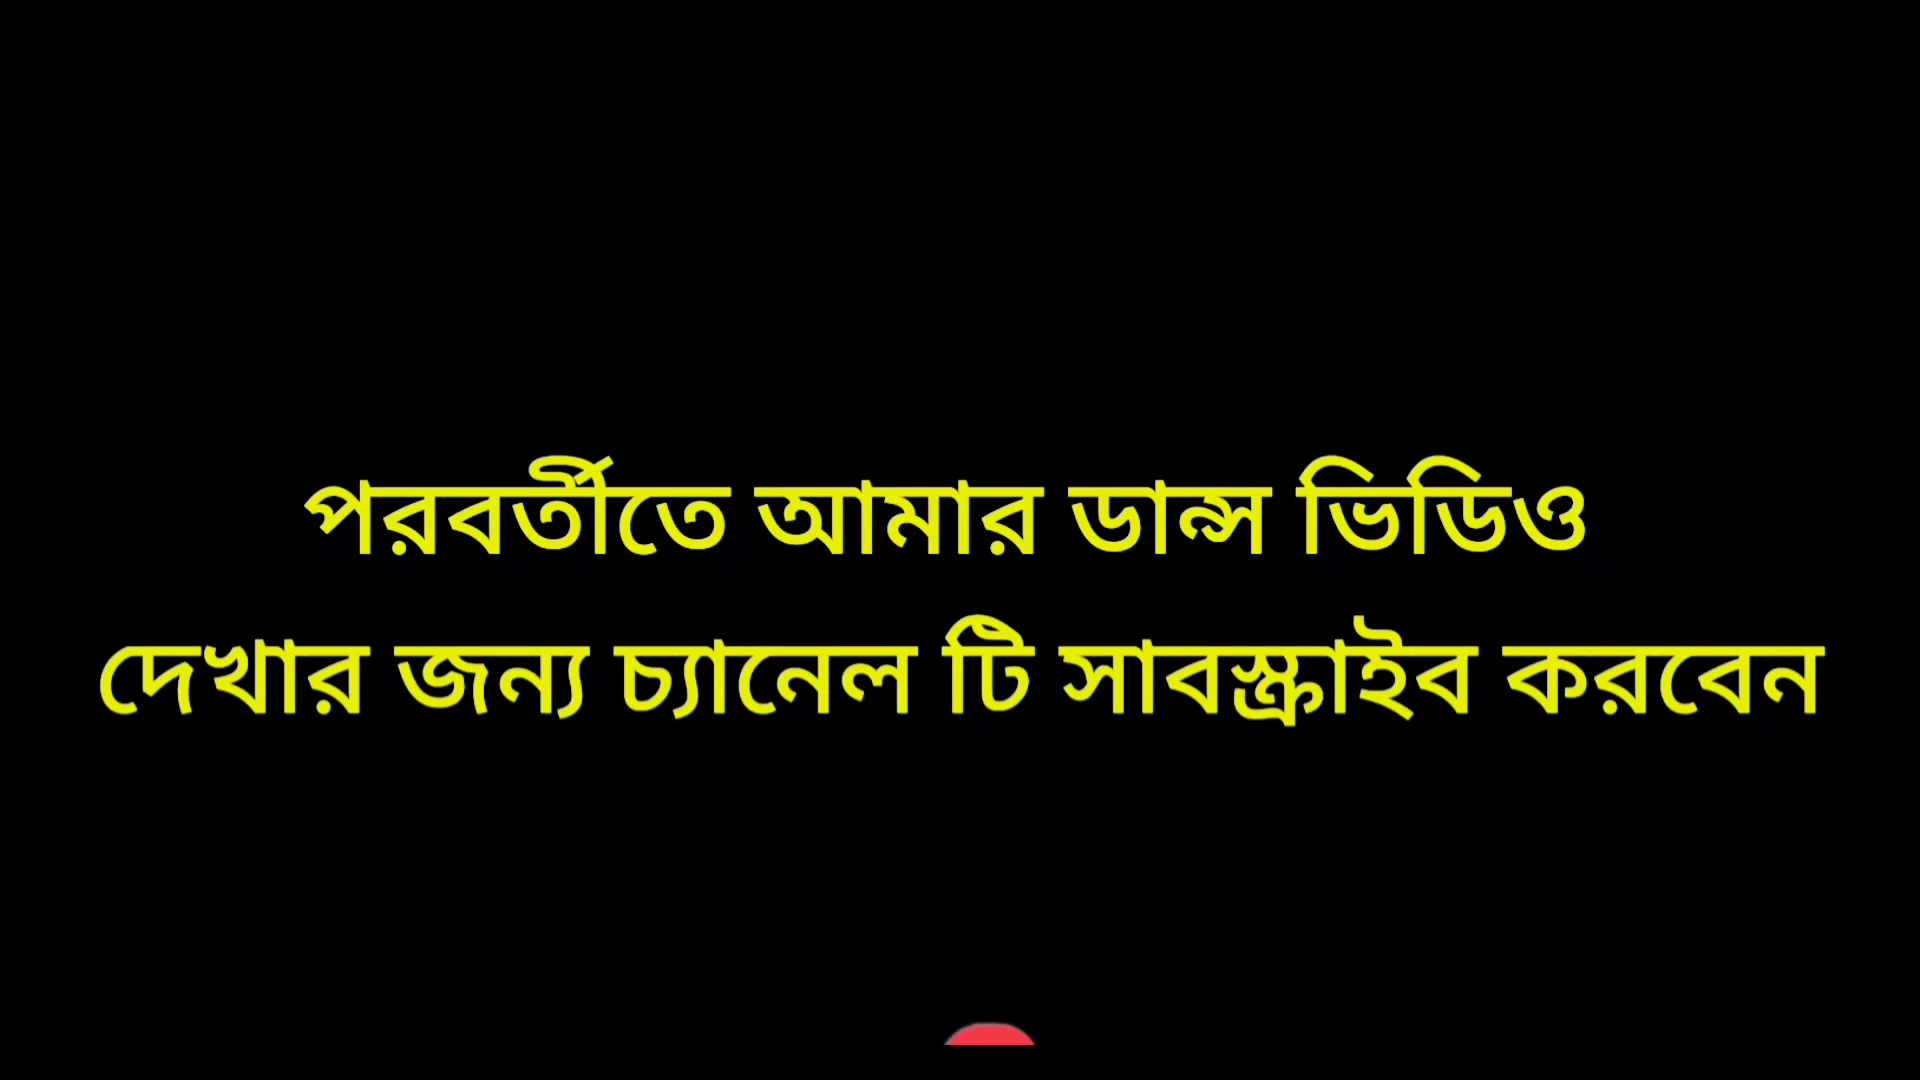 পরবর্তীতে আমার ডান্স ভিডিও
দেখার জন্য চ্যানেল টি সাবস্ক্রাইব করবেন